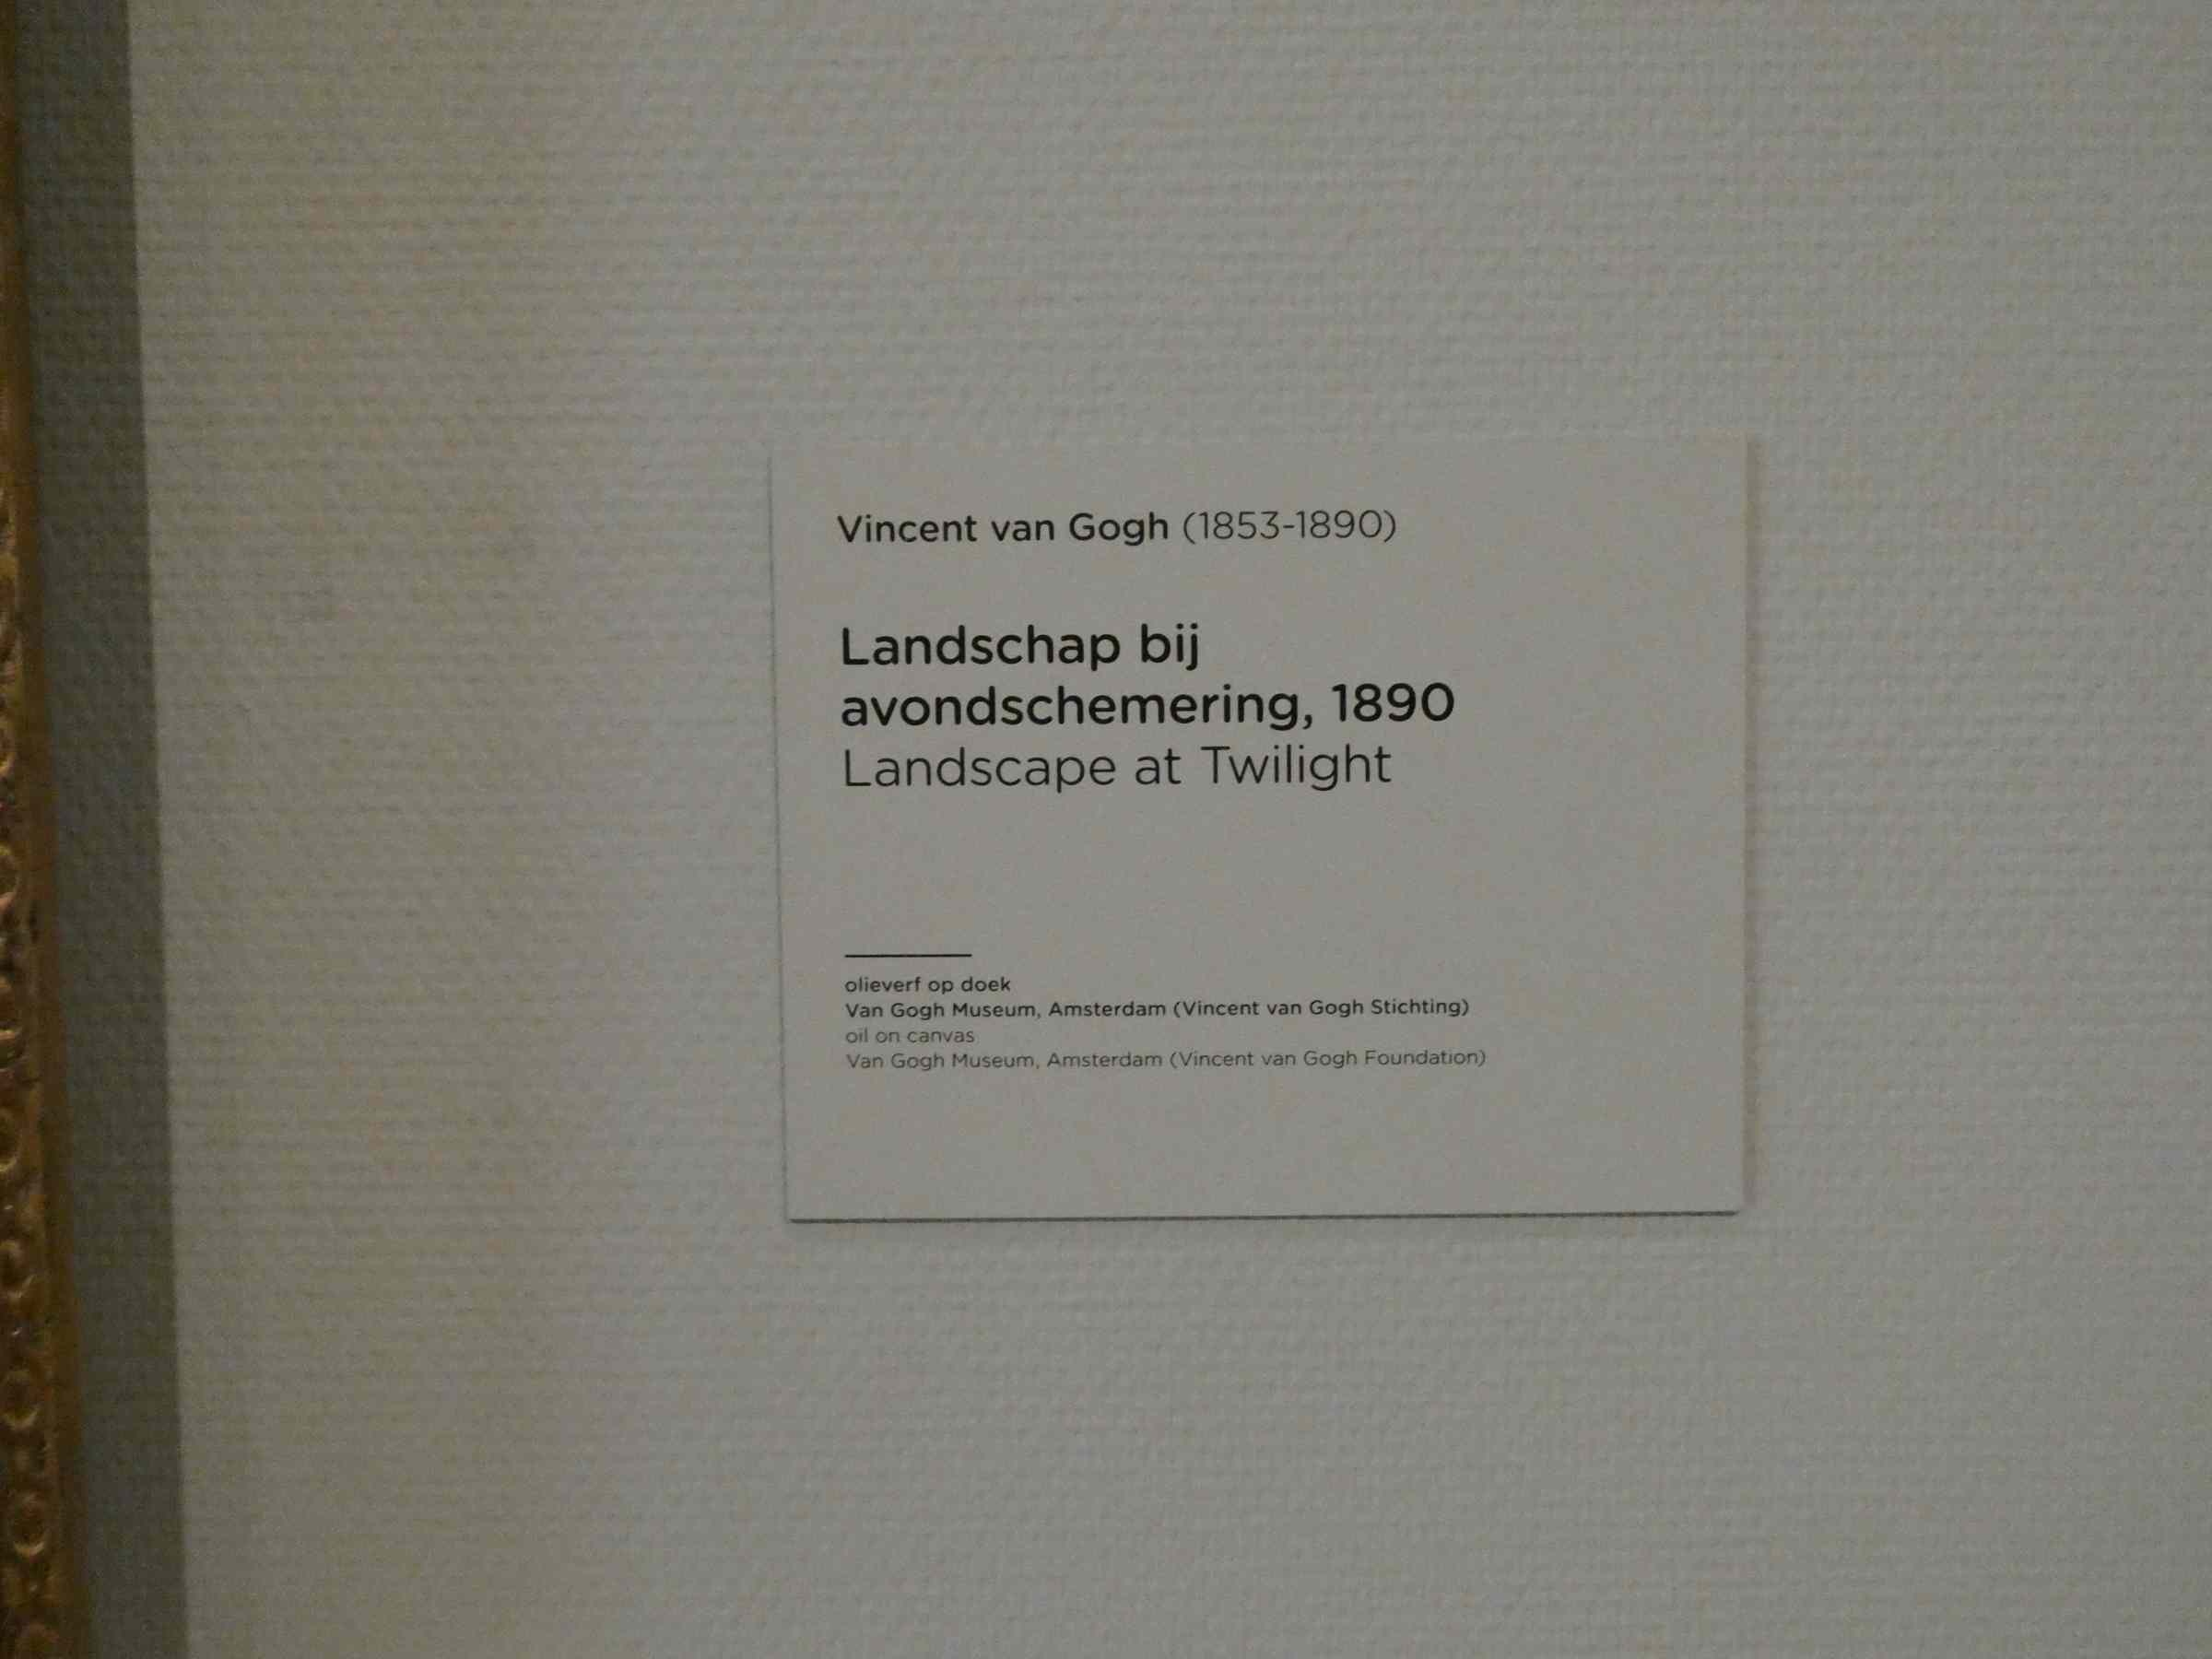 Vincent van Gogh (1853-1890)
Landschap bij
avondschemering, 1890
Landscape at Twilight
olieverf op doek
Van Gogh Museum, Amsterdam (Vincent van Gogh Stichting)
oil on canvas
Van Gogh Museum, Amsterdam (Vincent van Gogh Foundation)